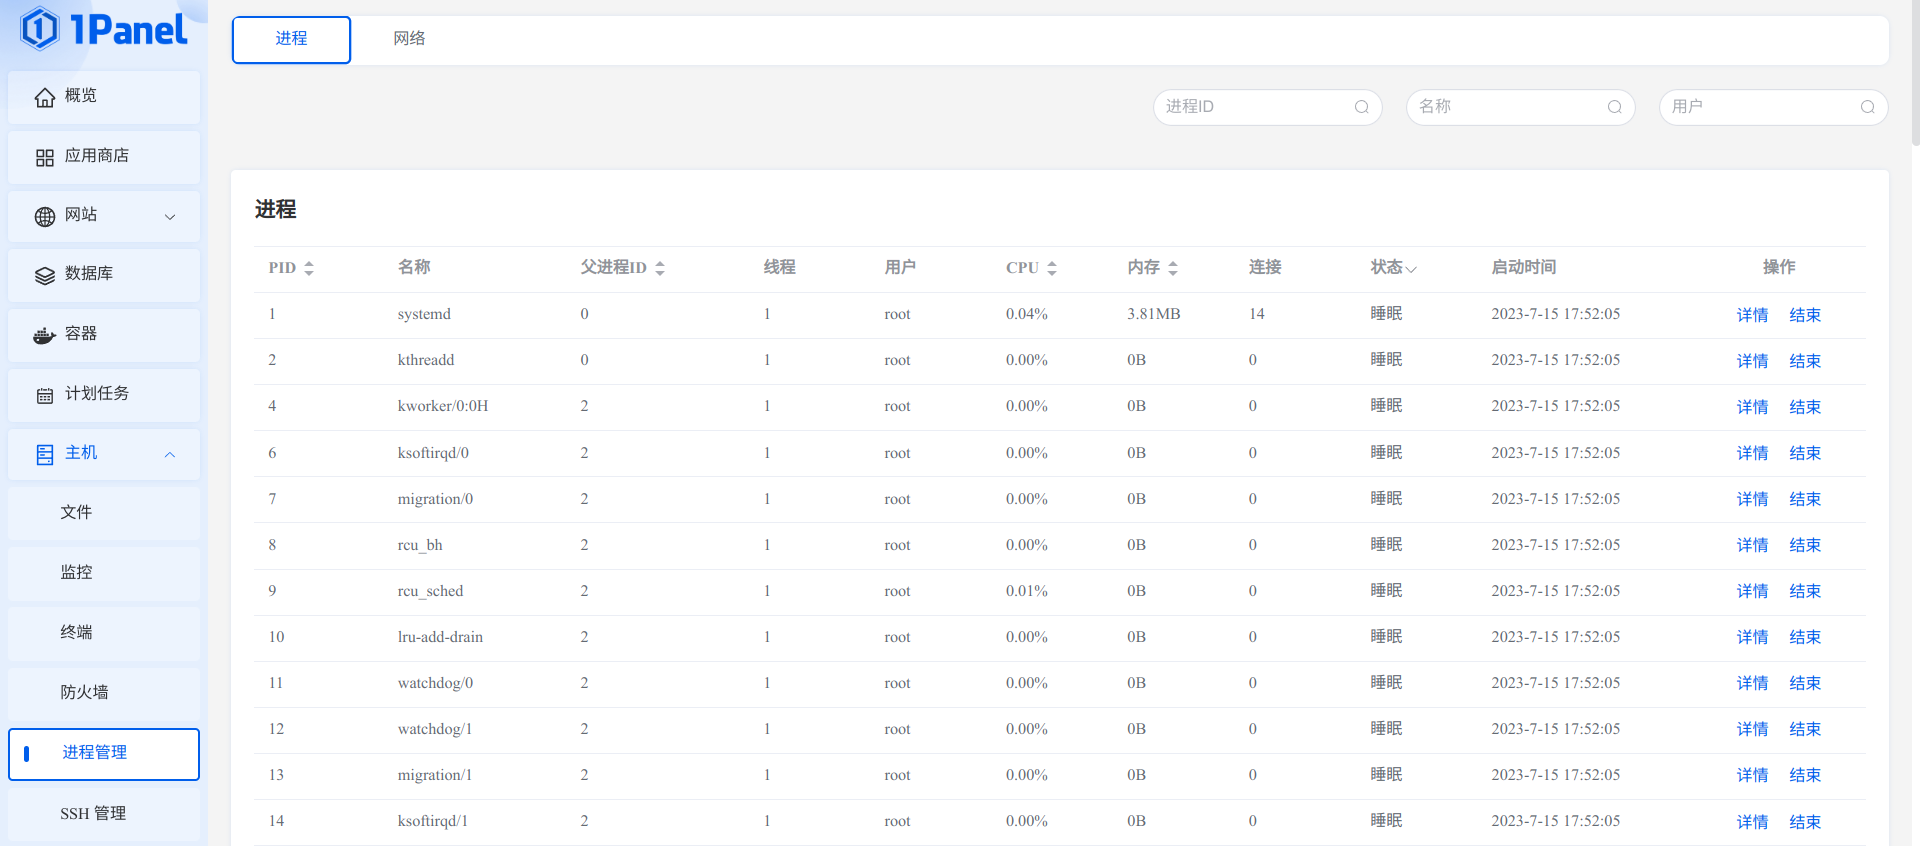 1Panel
概览
应用商店
网站
数据库
容器
计划任务
主机
文件
监控
终端
防火墙
进程管理
SSH 管理
进程 网络
进程ID 名称 用户
进程
PID 名称 父进程ID 线程 用户 CPU 内存 连接 状态 启动时间 操作
1 systemd 0 1 root 0.04% 3.81MB 14 睡眠 2023-7-15 17:52:05 详情 结束
2 kthreadd 0 1 root 0.00% 0B 0 睡眠 2023-7-15 17:52:05 详情 结束
4 kworker/0:0H 2 1 root 0.00% 0B 0 睡眠 2023-7-15 17:52:05 详情 结束
6 ksoftirqd/0 2 1 root 0.00% 0B 0 睡眠 2023-7-15 17:52:05 详情 结束
7 migration/0 2 1 root 0.00% 0B 0 睡眠 2023-7-15 17:52:05 详情 结束
8 rcu_bh 2 1 root 0.00% 0B 0 睡眠 2023-7-15 17:52:05 详情 结束
9 rcu_sched 2 1 root 0.01% 0B 0 睡眠 2023-7-15 17:52:05 详情 结束
10 lru-add-drain 2 1 root 0.00% 0B 0 睡眠 2023-7-15 17:52:05 详情 结束
11 watchdog/0 2 1 root 0.00% 0B 0 睡眠 2023-7-15 17:52:05 详情 结束
12 watchdog/1 2 1 root 0.00% 0B 0 睡眠 2023-7-15 17:52:05 详情 结束
13 migration/1 2 1 root 0.00% 0B 0 睡眠 2023-7-15 17:52:05 详情 结束
14 ksoftirqd/1 2 1 root 0.00% 0B 0 睡眠 2023-7-15 17:52:05 详情 结束